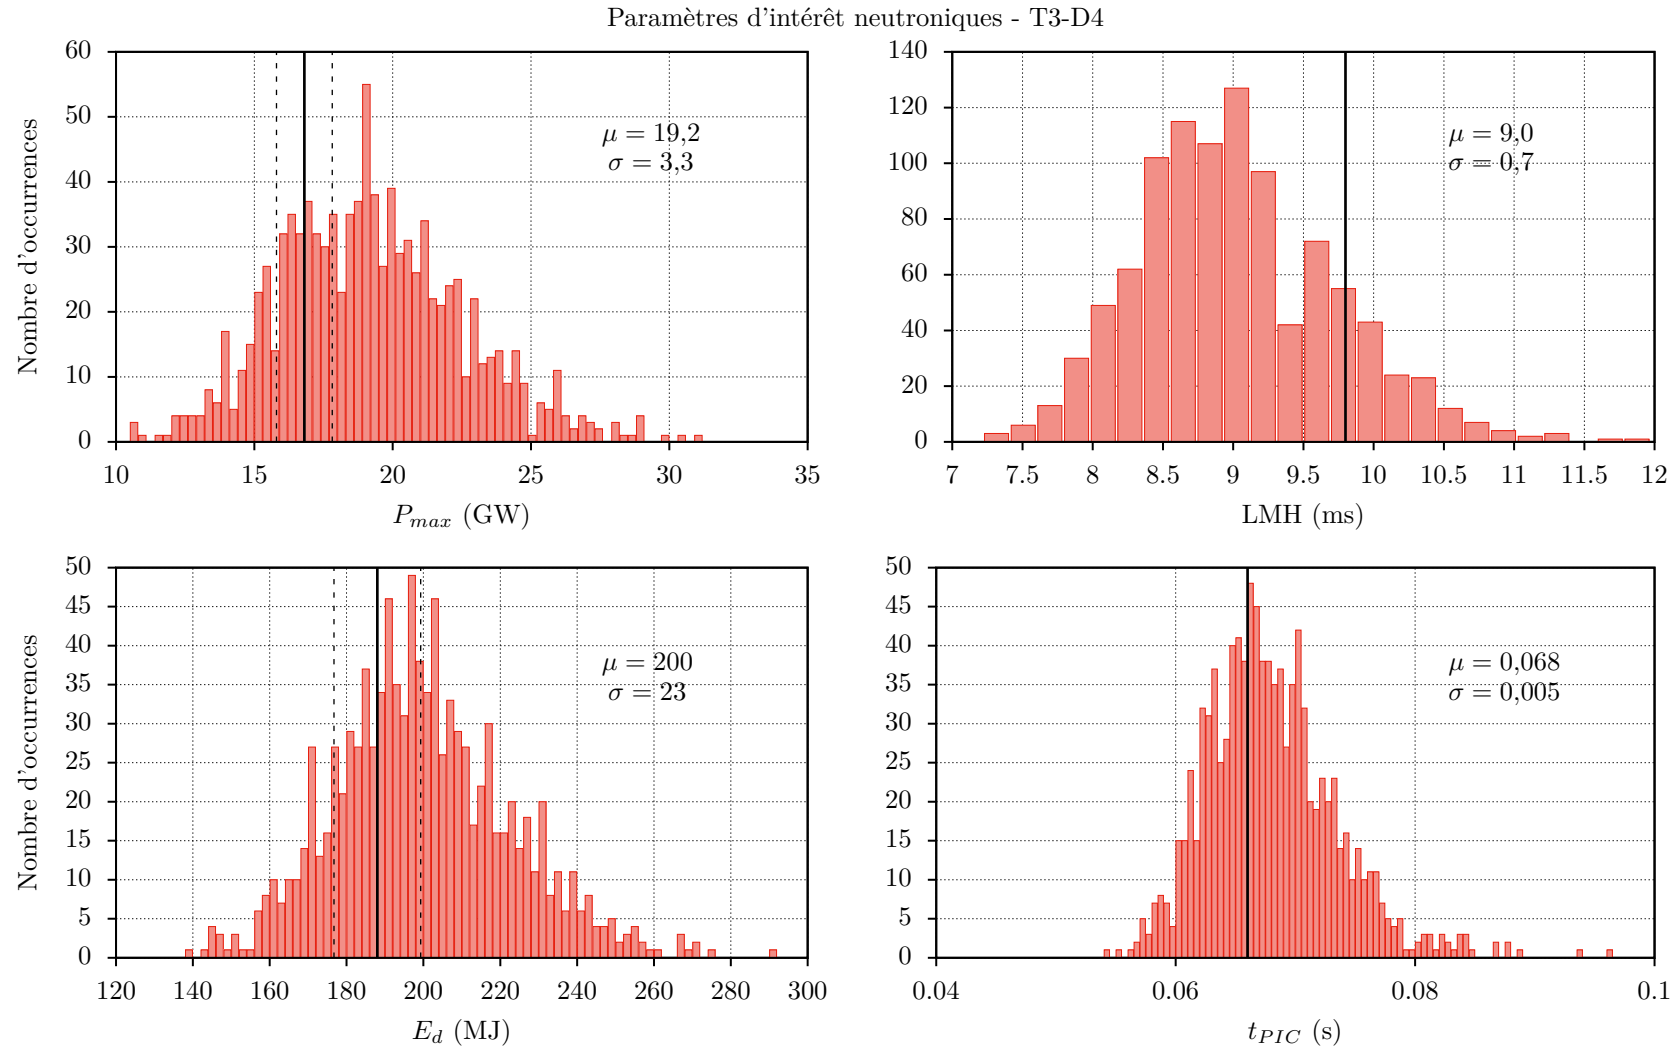 Paramètres d'intérêt neutroniques - T3-D4
Nombre d'occurrences
60
50
40
30
20
10
0
10 15 20 25 30 35
P_max (GW)
μ = 19,2
σ = 3,3
140
120
100
80
60
40
20
0
7 7.5 8 8.5 9 9.5 10 10.5 11 11.5 12
LMH (ms)
μ = 9,0
σ = 0,7
Nombre d'occurrences
50
45
40
35
30
25
20
15
10
5
0
120 140 160 180 200 220 240 260 280 300
E_d (MJ)
μ = 200
σ = 23
50
45
40
35
30
25
20
15
10
5
0
0.04 0.06 0.08 0.1
t_PIC (s)
μ = 0,068
σ = 0,005